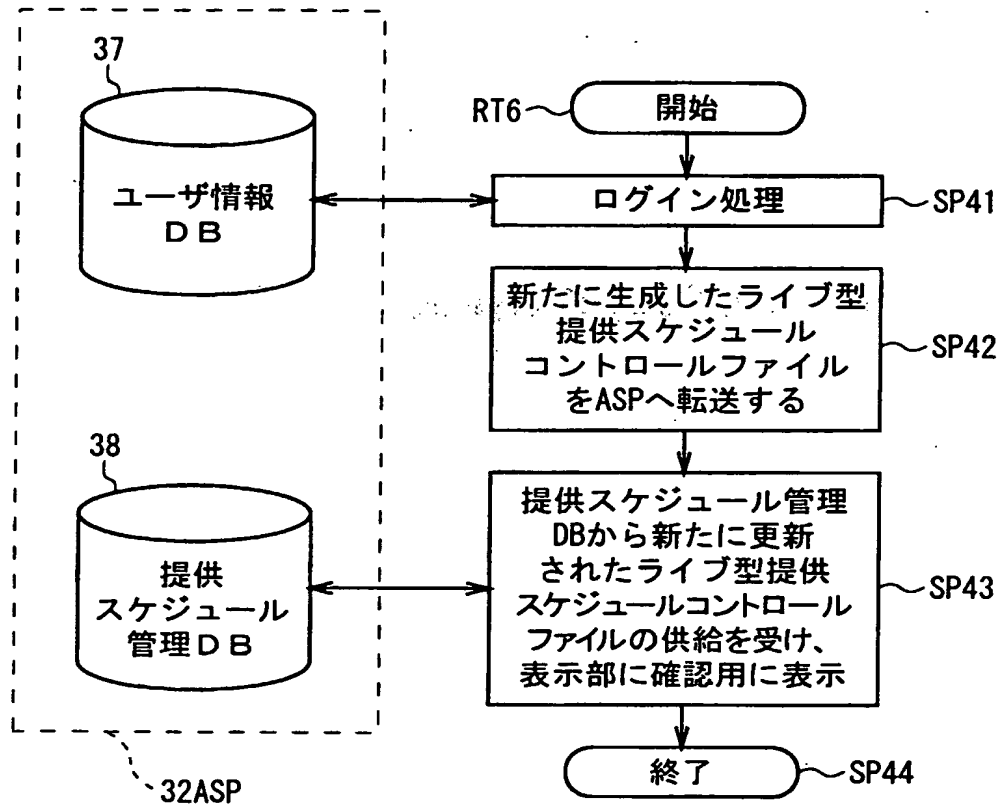 37
ユーザ情報
DB
38
提供
スケジュール
管理DB
32ASP
RT6
開始
ログイン処理
SP41
新たに生成したライブ型
提供スケジュール
コントロールファイル
をASPへ転送する
SP42
提供スケジュール管理
DBから新たに更新
されたライブ型提供
スケジュールコントロール
ファイルの供給を受け、
表示部に確認用に表示
SP43
終了
SP44